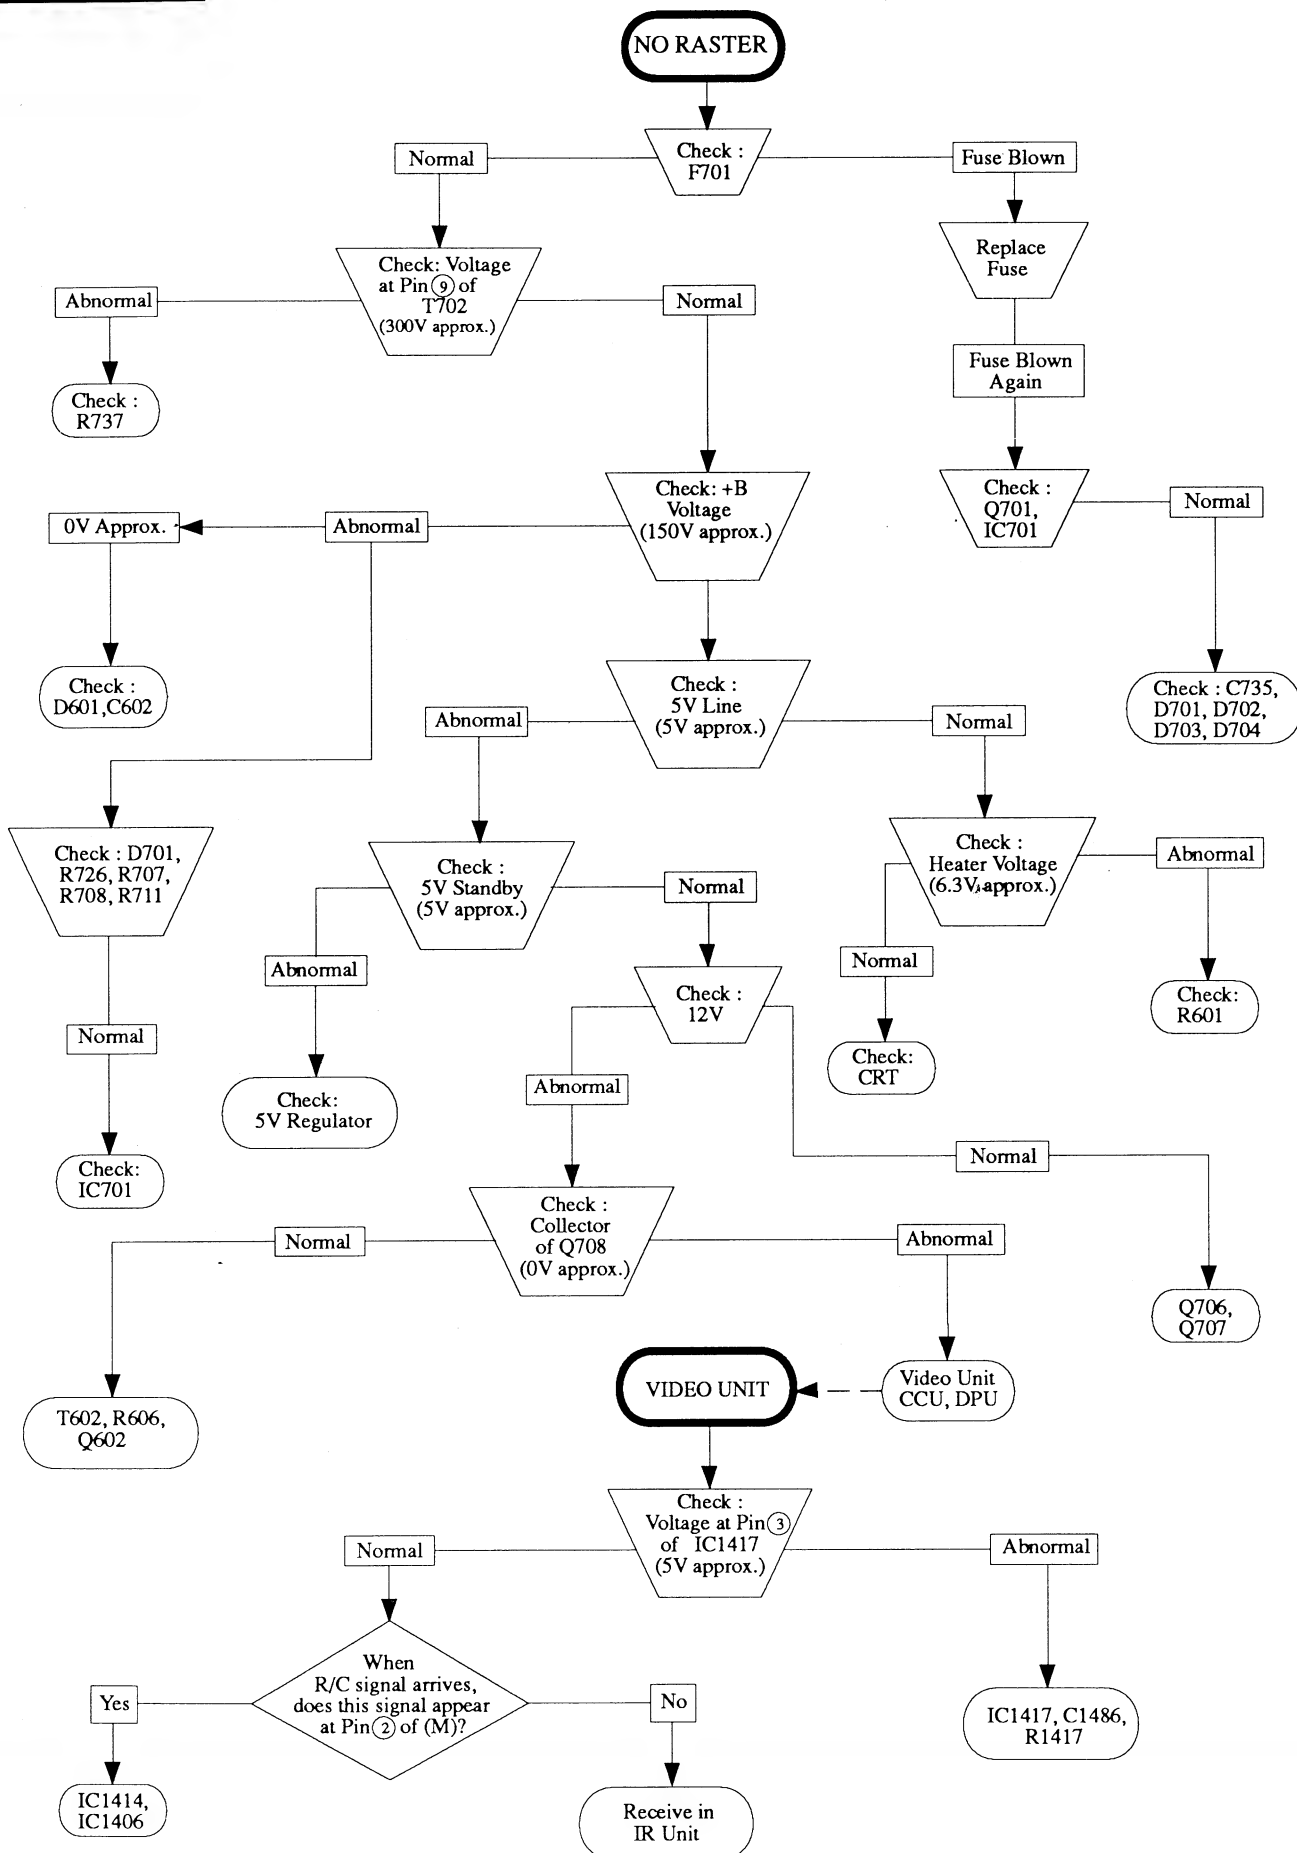 NO RASTER
Check :
F701
Normal
Fuse Blown
Check: Voltage
at Pin 9 of
T702
(300V approx.)
Replace
Fuse
Abnormal
Normal
Fuse Blown
Again
Check :
R737
Check: +B
Voltage
(150V approx.)
Check :
Q701,
IC701
Normal
0V Approx.
Abnormal
Check :
D601,C602
Check :
5V Line
(5V approx.)
Check : C735,
D701, D702,
D703, D704
Abnormal
Normal
Check : D701,
R726, R707,
R708, R711
Check :
5V Standby
(5V approx.)
Normal
Check :
Heater Voltage
(6.3V approx.)
Abnormal
Abnormal
Check :
12V
Normal
Check:
R601
Normal
Check:
5V Regulator
Abnormal
Check:
CRT
Check:
IC701
Normal
Check :
Collector
of Q708
(0V approx.)
Normal
Abnormal
Q706,
Q707
T602, R606,
Q602
VIDEO UNIT
Video Unit
CCU, DPU
Check :
Voltage at Pin 3
of IC1417
(5V approx.)
Normal
Abnormal
When
R/C signal arrives,
does this signal appear
at Pin 2 of (M)?
Yes
No
IC1417, C1486,
R1417
IC1414,
IC1406
Receive in
IR Unit